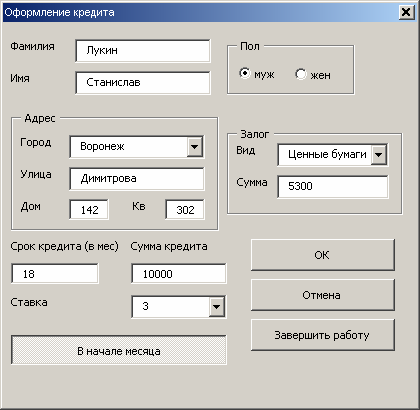 Оформление кредита
Фамилия Лукин
Имя Станислав
Пол
муж жен
Адрес
Город Воронеж
Улица Димитрова
Дом 142 Кв 302
Залог
Вид Ценные бумаги
Сумма 5300
Срок кредита (в мес) Сумма кредита
18 10000
Ставка 3
В начале месяца
ОК
Отмена
Завершить работу